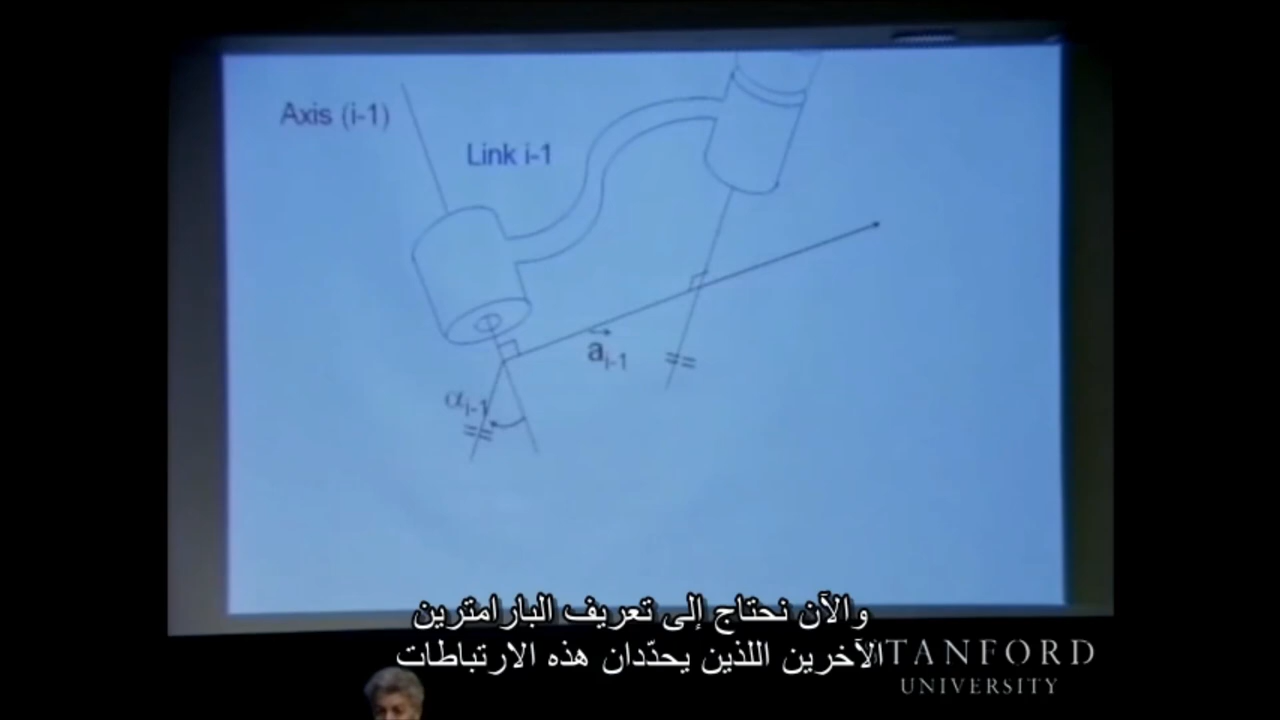 Axis (i-1)
Link i-1
a i-1
α i-1
والآن نحتاج إلى تعريف البارامترين
الآخرين اللذين يحدّدان هذه الارتباطات
STANFORD
UNIVERSITY